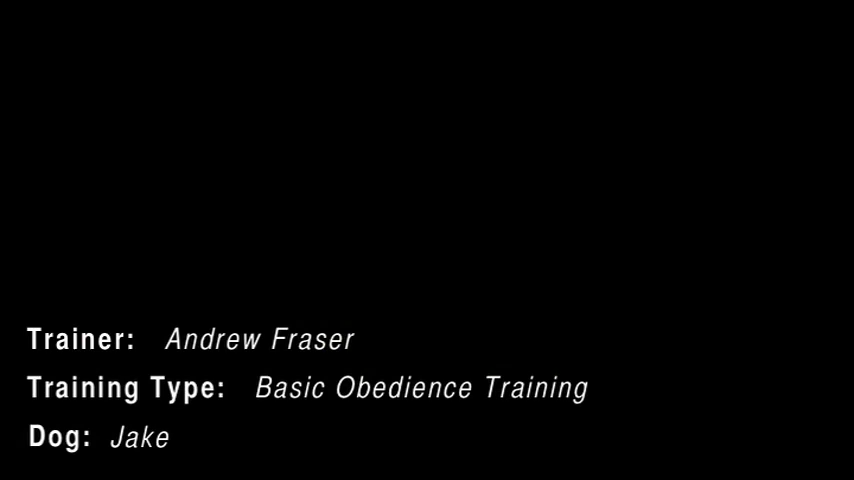 Trainer: Andrew Fraser
Training Type: Basic Obedience Training
Dog: Jake